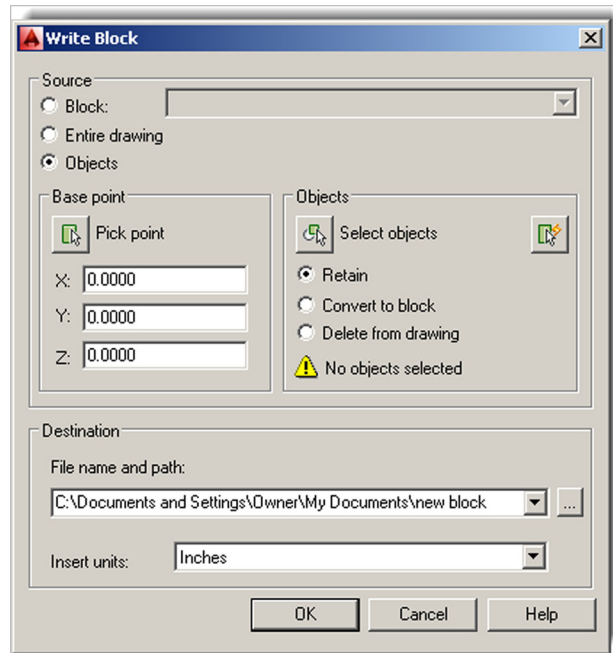 Write Block
Source
Block:
Entire drawing
Objects
Base point
Pick point
X: 0.0000
Y: 0.0000
Z: 0.0000
Objects
Select objects
Retain
Convert to block
Delete from drawing
No objects selected
Destination
File name and path:
C:\Documents and Settings\Owner\My Documents\new block
...
Insert units: Inches
OK Cancel Help